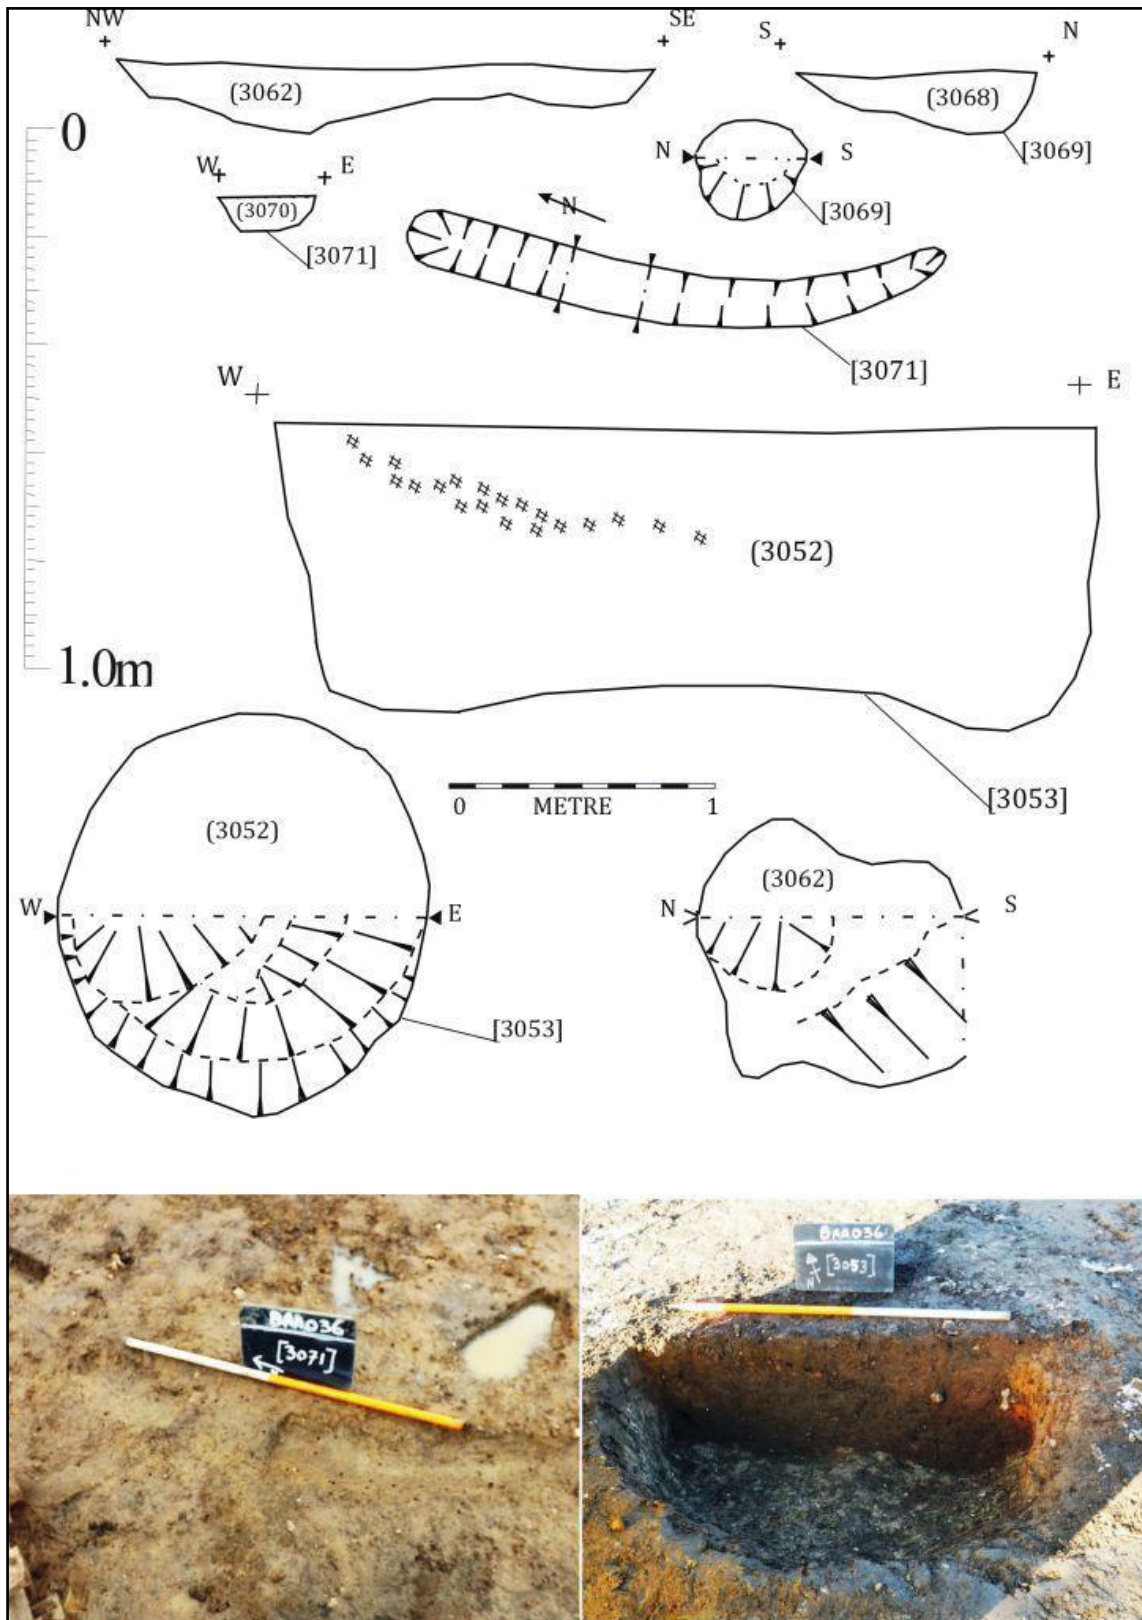 NW
SE
S
N
(3062)
(3068)
0
[3069]
N
S
W
E
(3070)
[3069]
N
[3071]
[3071]
W
E
(3052)
1.0m
[3053]
0 METRE 1
(3052)
(3062)
W
E
N
S
[3053]
BAA036
[3071]
BAA036
[3053]
N